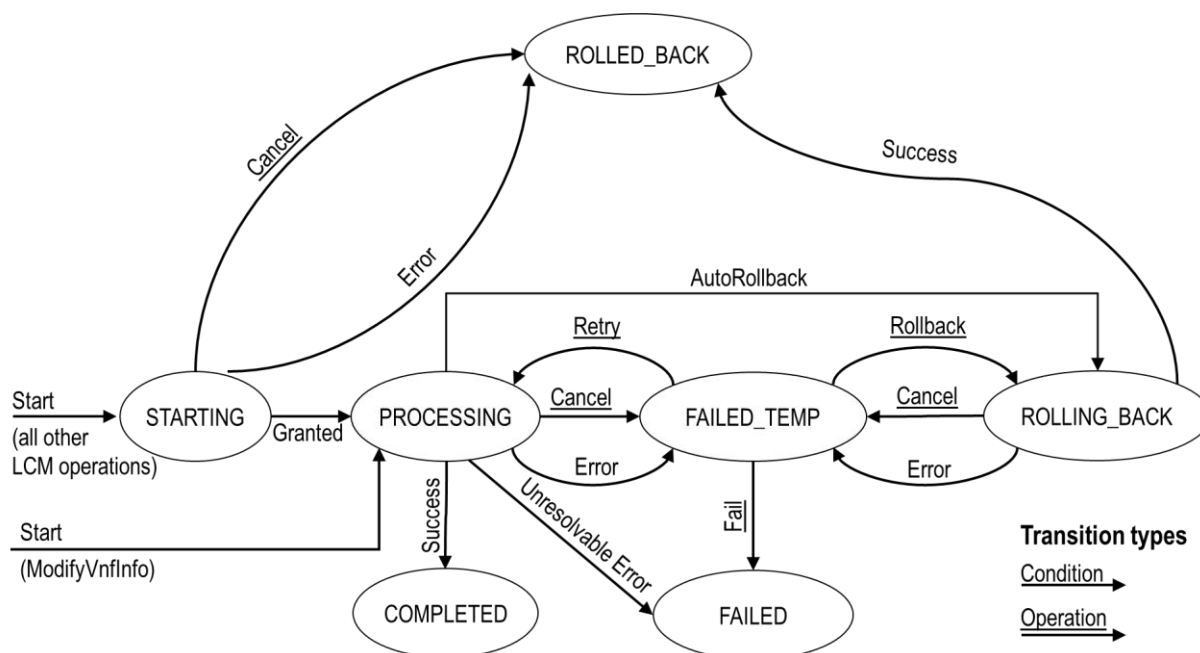 ROLLED_BACK
Cancel
Error
Success
AutoRollback
Retry
Rollback
Start
(all other
LCM operations)
STARTING
Granted
PROCESSING
Cancel
FAILED_TEMP
Cancel
ROLLING_BACK
Error
Error
Start
(ModifyVnfInfo)
Success
Unresolvable Error
Fail
COMPLETED
FAILED
Transition types
Condition
Operation